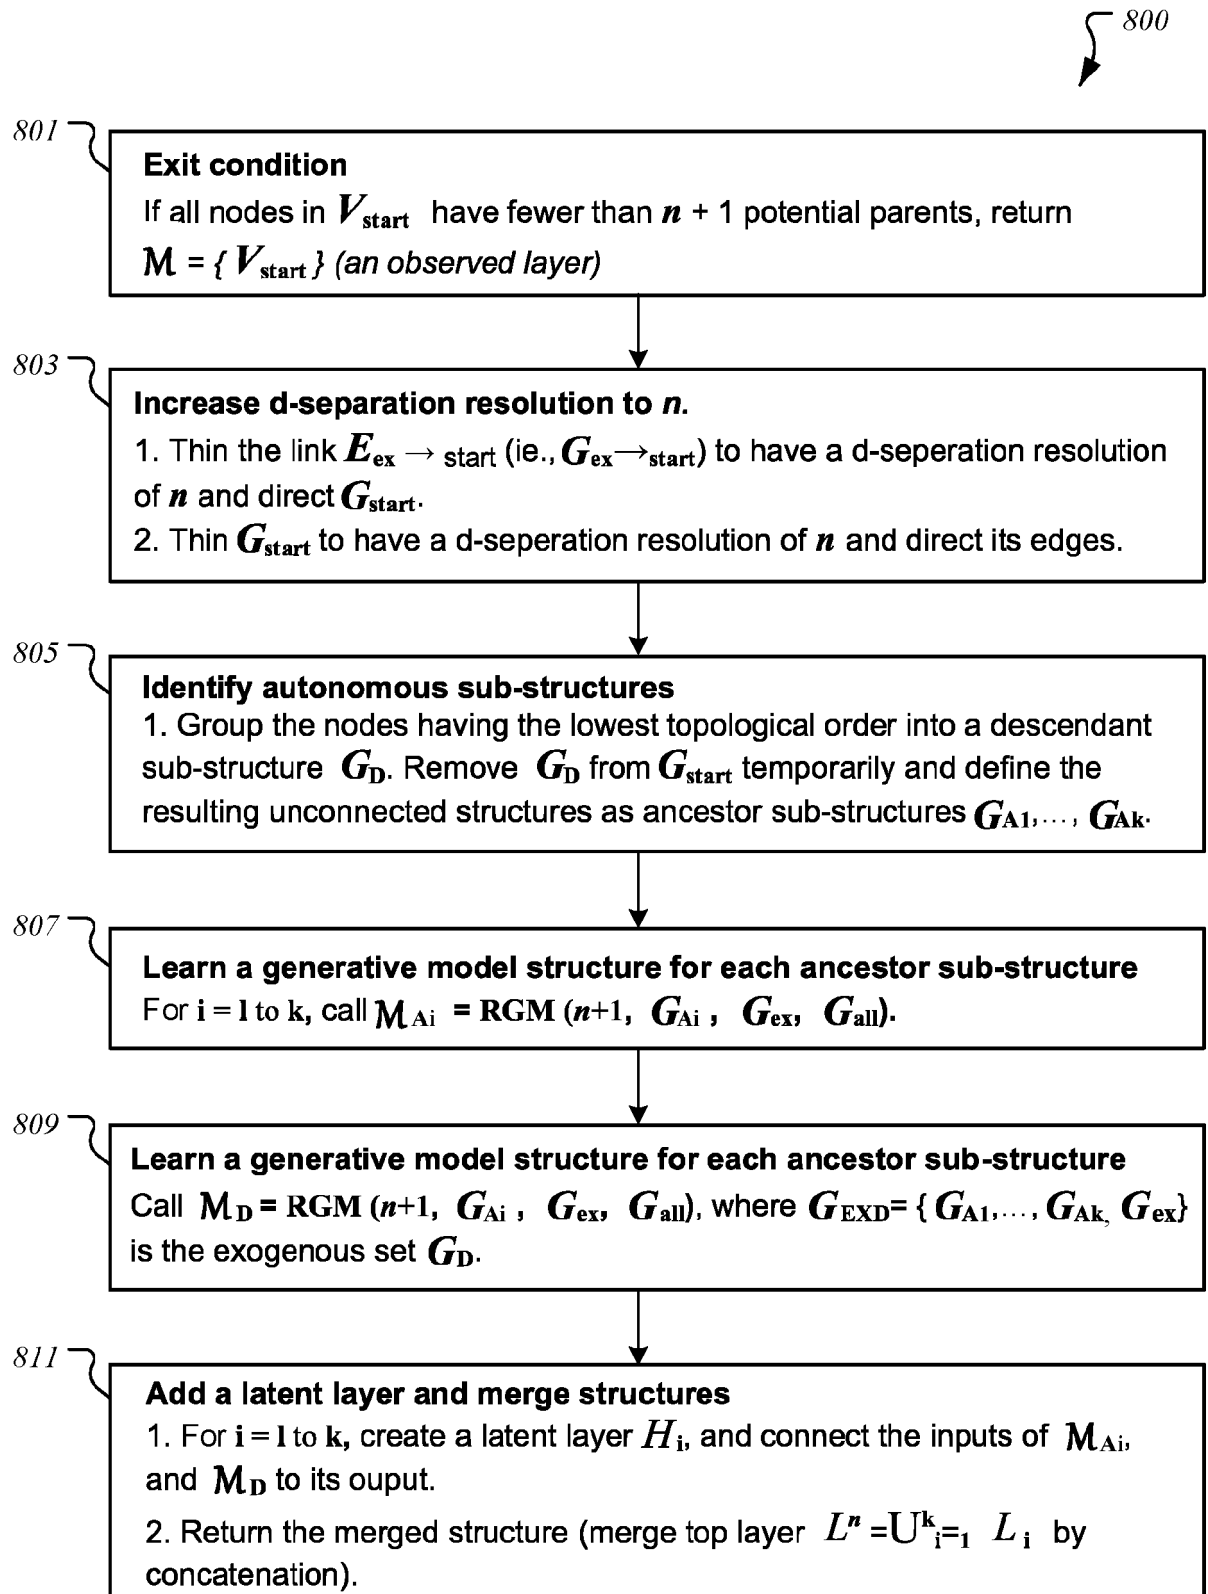 800
801
Exit condition
If all nodes in V_start have fewer than n + 1 potential parents, return
M = { V_start } (an observed layer)
803
Increase d-separation resolution to n.
1. Thin the link E_ex → start (ie., G_ex→start) to have a d-seperation resolution
of n and direct G_start.
2. Thin G_start to have a d-seperation resolution of n and direct its edges.
805
Identify autonomous sub-structures
1. Group the nodes having the lowest topological order into a descendant
sub-structure G_D. Remove G_D from G_start temporarily and define the
resulting unconnected structures as ancestor sub-structures G_A1,..., G_Ak.
807
Learn a generative model structure for each ancestor sub-structure
For i = l to k, call M_Ai = RGM (n+1, G_Ai , G_ex, G_all).
809
Learn a generative model structure for each ancestor sub-structure
Call M_D = RGM (n+1, G_Ai , G_ex, G_all), where G_EXD = { G_A1,..., G_Ak, G_ex}
is the exogenous set G_D.
811
Add a latent layer and merge structures
1. For i = l to k, create a latent layer H_i, and connect the inputs of M_Ai,
and M_D to its ouput.
2. Return the merged structure (merge top layer L^n =U^k_i=1 L_i by
concatenation).